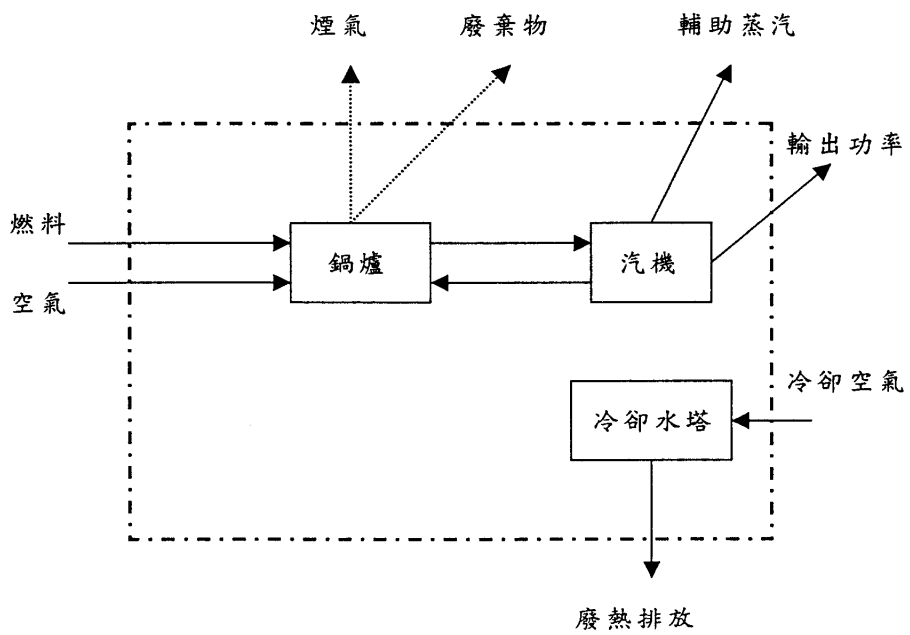 煙氣
廢棄物
輔助蒸汽
輸出功率
燃料
鍋爐
汽機
空氣
冷卻空氣
冷卻水塔
廢熱排放